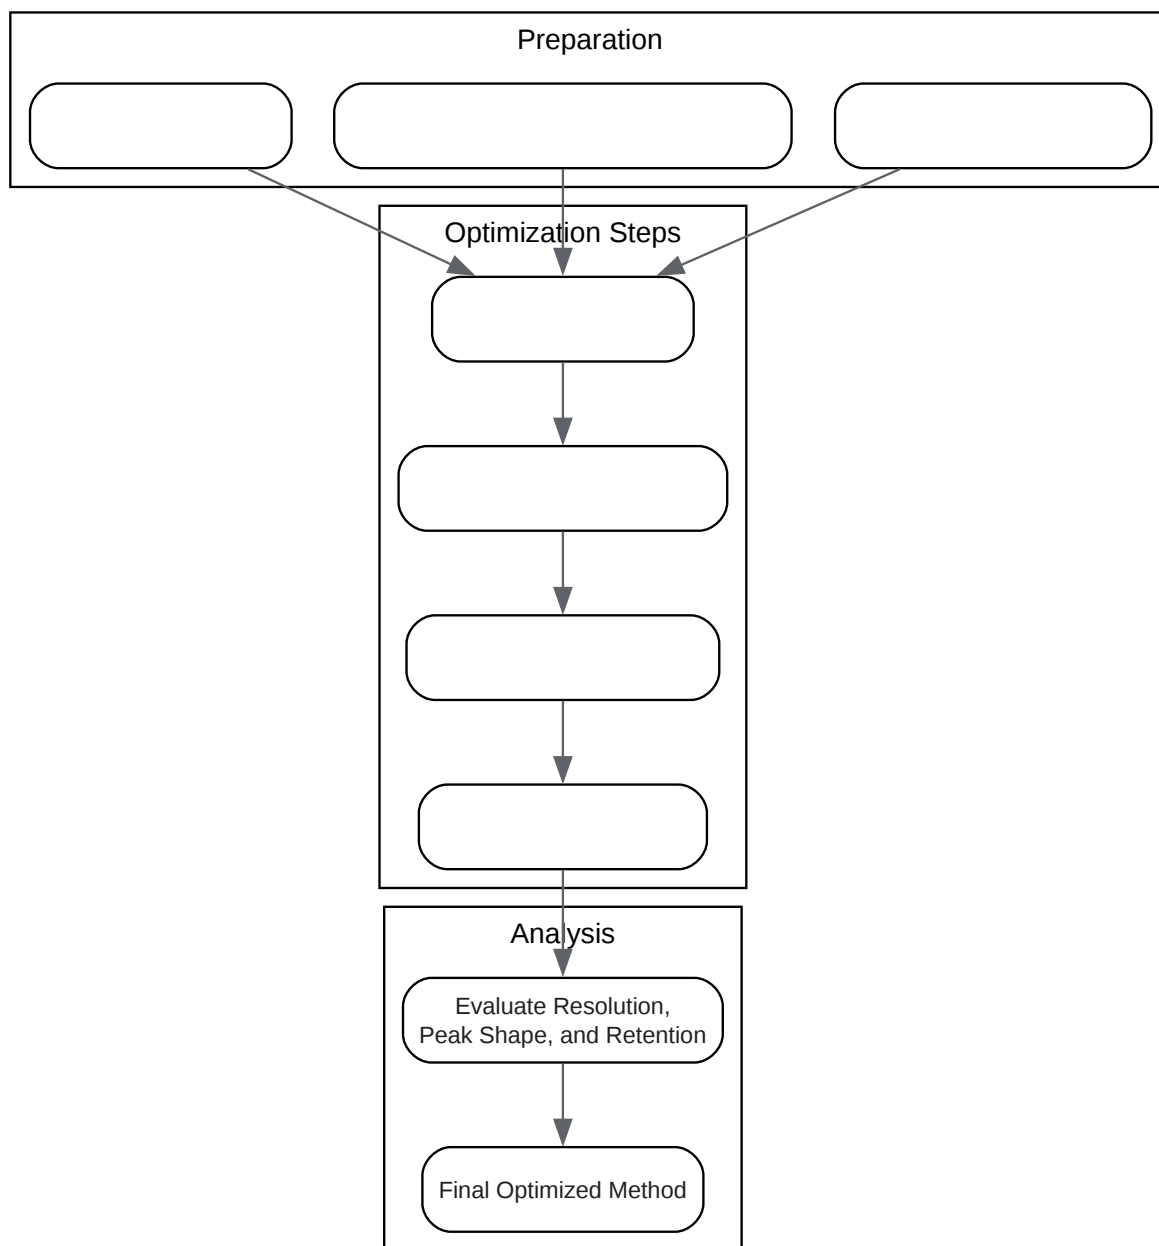 Preparation
Optimization Steps
Analysis
Evaluate Resolution,
Peak Shape, and Retention
Final Optimized Method